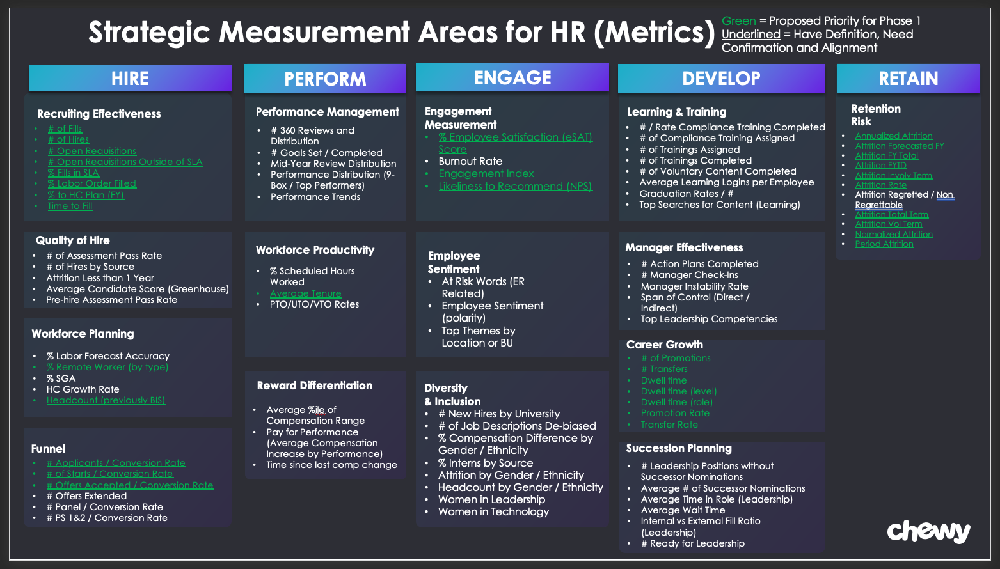 Strategic Measurement Areas for HR (Metrics)
Green = Proposed Priority for Phase 1
Underlined = Have Definition, Need
Confirmation and Alignment
HIRE
Recruiting Effectiveness
• # of Fills
• # of Hires
• # Open Requisitions
• # Open Requisitions Outside of SLA
• % Fills in SLA
• % Labor Order Filled
• % to HC Plan (FY)
• Time to Fill
Quality of Hire
• # of Assessment Pass Rate
• # of Hires by Source
• Attrition Less than 1 Year
• Average Candidate Score (Greenhouse)
• Pre-hire Assessment Pass Rate
Workforce Planning
• % Labor Forecast Accuracy
• % Remote Worker (by type)
• % SGA
• HC Growth Rate
• Headcount (previously BIS)
Funnel
• # Applicants / Conversion Rate
• # of Starts / Conversion Rate
• # Offers Accepted / Conversion Rate
• # Offers Extended
• # Panel / Conversion Rate
• # PS 1&2 / Conversion Rate
PERFORM
Performance Management
• # 360 Reviews and
Distribution
• # Goals Set / Completed
• Mid-Year Review Distribution
• Performance Distribution (9-
Box / Top Performers)
• Performance Trends
Workforce Productivity
• % Scheduled Hours
Worked
• Average Tenure
• PTO/UTO/VTO Rates
Reward Differentiation
• Average %ile of
Compensation Range
• Pay for Performance
(Average Compensation
Increase by Performance)
• Time since last comp change
ENGAGE
Engagement
Measurement
• % Employee Satisfaction (eSAT)
Score
• Burnout Rate
• Engagement Index
• Likeliness to Recommend (NPS)
Employee
Sentiment
• At Risk Words (ER
Related)
• Employee Sentiment
(polarity)
• Top Themes by
Location or BU
Diversity
& Inclusion
• # New Hires by University
• # of Job Descriptions De-biased
• % Compensation Difference by
Gender / Ethnicity
• % Interns by Source
• Attrition by Gender / Ethnicity
• Headcount by Gender / Ethnicity
• Women in Leadership
• Women in Technology
DEVELOP
Learning & Training
• # / Rate Compliance Training Completed
• # of Compliance Training Assigned
• # of Trainings Assigned
• # of Trainings Completed
• # of Voluntary Content Completed
• Average Learning Logins per Employee
• Graduation Rates / #
• Top Searches for Content (Learning)
Manager Effectiveness
• # Action Plans Completed
• # Manager Check-Ins
• Manager Instability Rate
• Span of Control (Direct /
Indirect)
• Top Leadership Competencies
Career Growth
• # of Promotions
• # Transfers
• Dwell time
• Dwell time (level)
• Dwell time (role)
• Promotion Rate
• Transfer Rate
Succession Planning
• # Leadership Positions without
Successor Nominations
• Average # of Successor Nominations
• Average Time in Role (Leadership)
• Average Wait Time
• Internal vs External Fill Ratio
(Leadership)
• # Ready for Leadership
RETAIN
Retention
Risk
• Annualized Attrition
• Attrition Forecasted FY
• Attrition FY Total
• Attrition FYTD
• Attrition Involv Term
• Attrition Rate
• Attrition Regretted / Non
Regrettable
• Attrition Total Term
• Attrition Vol Term
• Normalized Attrition
• Period Attrition
chewy